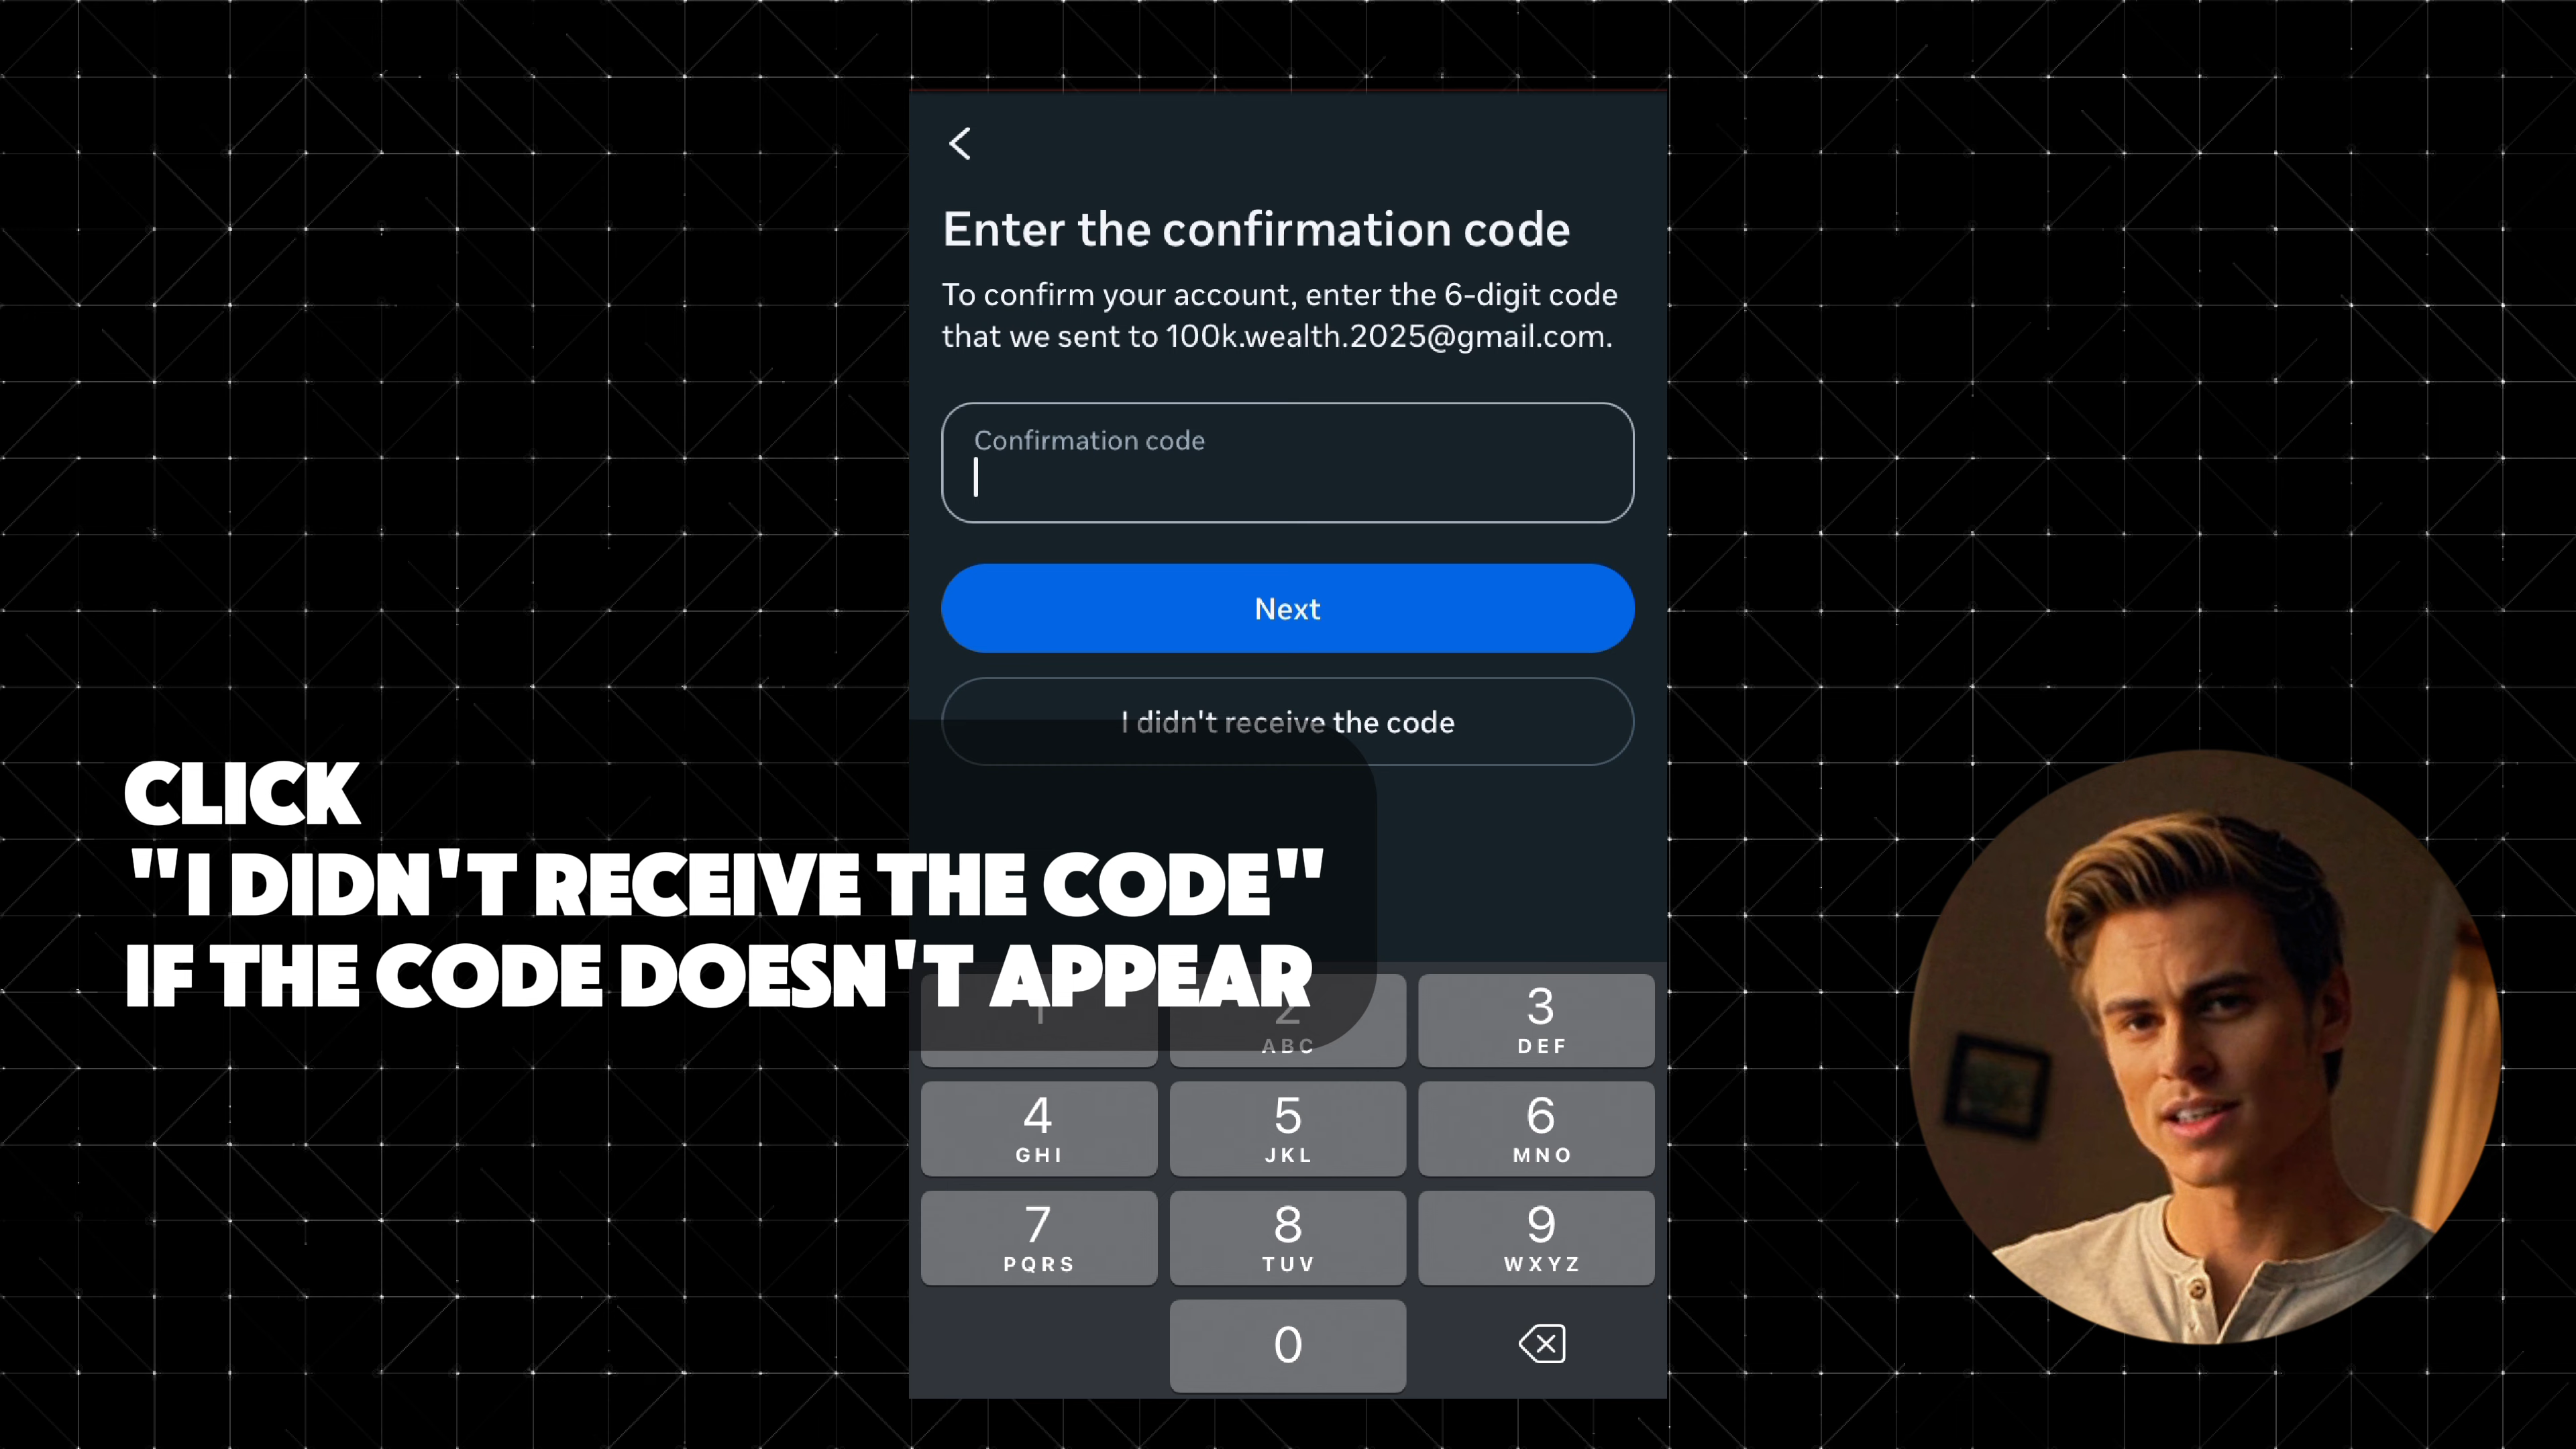 Enter the confirmation code
To confirm your account, enter the 6-digit code
that we sent to 100k.wealth.2025@gmail.com.
Confirmation code
Next
I didn't receive the code
CLICK
"I DIDN'T RECEIVE THE CODE"
IF THE CODE DOESN'T APPEAR
1
2
ABC
3
DEF
4
GHI
5
JKL
6
MNO
7
PQRS
8
TUV
9
WXYZ
0